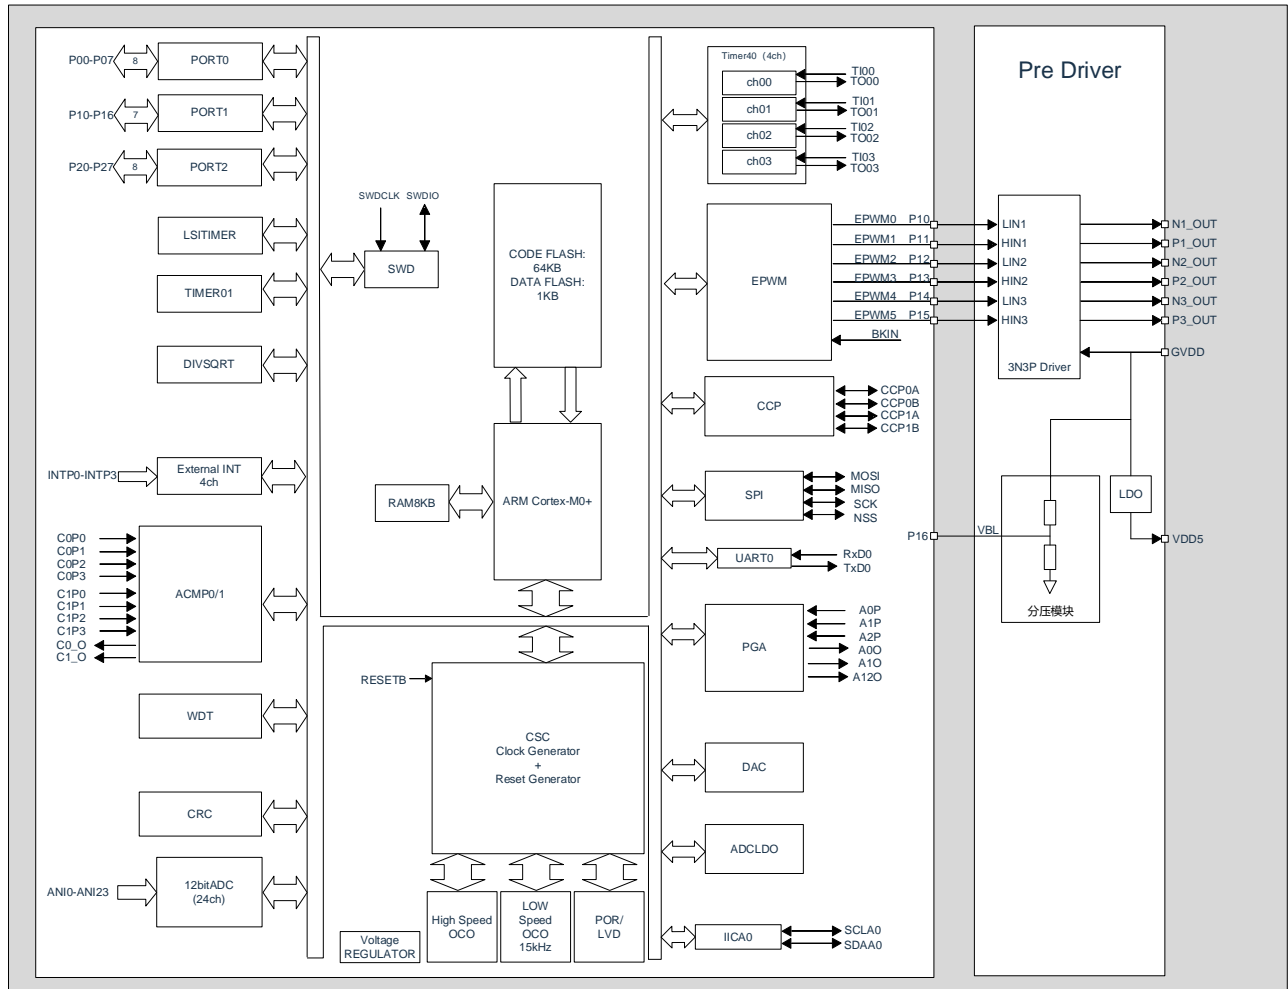 P00-P07
8
PORT0
P10-P16
7
PORT1
P20-P27
8
PORT2
LSITIMER
TIMER01
DIVSQRT
INTP0-INTP3
External INT
4ch
C0P0
C0P1
C0P2
C0P3
C1P0
C1P1
C1P2
C1P3
C0_O
C1_O
ACMP0/1
WDT
CRC
ANI0-ANI23
12bitADC
(24ch)
SWDCLK
SWDIO
SWD
CODE FLASH:
64KB
DATA FLASH:
1KB
RAM8KB
ARM Cortex-M0+
RESETB
CSC
Clock Generator
+
Reset Generator
Voltage
REGULATOR
High Speed
OCO
LOW
Speed
OCO
15kHz
POR/
LVD
Timer40 (4ch)
ch00
TI00
TO00
ch01
TI01
TO01
ch02
TI02
TO02
ch03
TI03
TO03
EPWM
EPWM0 P10
EPWM1 P11
EPWM2 P12
EPWM3 P13
EPWM4 P14
EPWM5 P15
BKIN
CCP
CCP0A
CCP0B
CCP1A
CCP1B
SPI
MOSI
MISO
SCK
NSS
P16
UART0
RxD0
TxD0
PGA
A0P
A1P
A2P
A0O
A1O
A12O
DAC
ADCLDO
IICA0
SCLA0
SDAA0
Pre Driver
LIN1
HIN1
LIN2
HIN2
LIN3
HIN3
3N3P Driver
N1_OUT
P1_OUT
N2_OUT
P2_OUT
N3_OUT
P3_OUT
GVDD
LDO
VBL
VDD5
分压模块